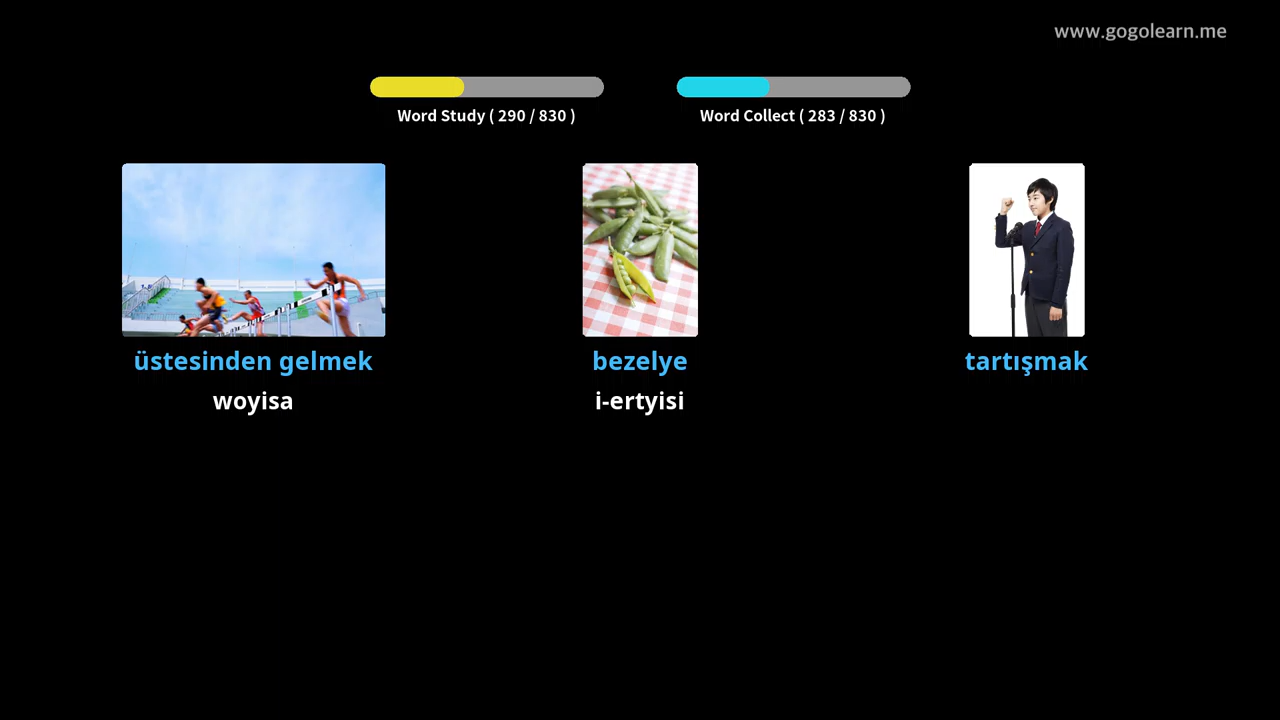 www.gogolearn.me
Word Study ( 290 / 830 )
Word Collect ( 283 / 830 )
üstesinden gelmek
woyisa
bezelye
i-ertyisi
tartışmak